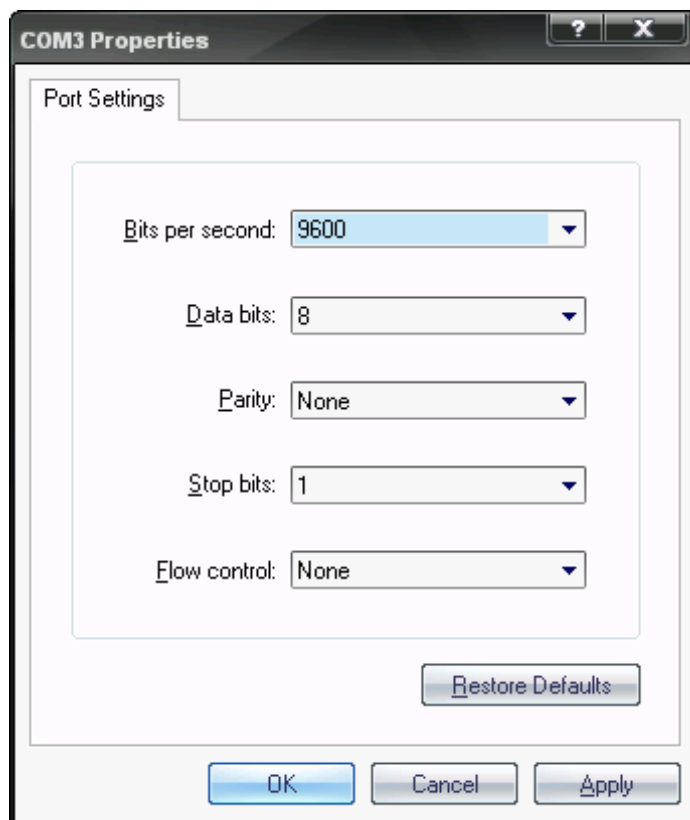 COM3 Properties
? X
Port Settings
Bits per second: 9600
Data bits: 8
Parity: None
Stop bits: 1
Flow control: None
Restore Defaults
OK Cancel Apply